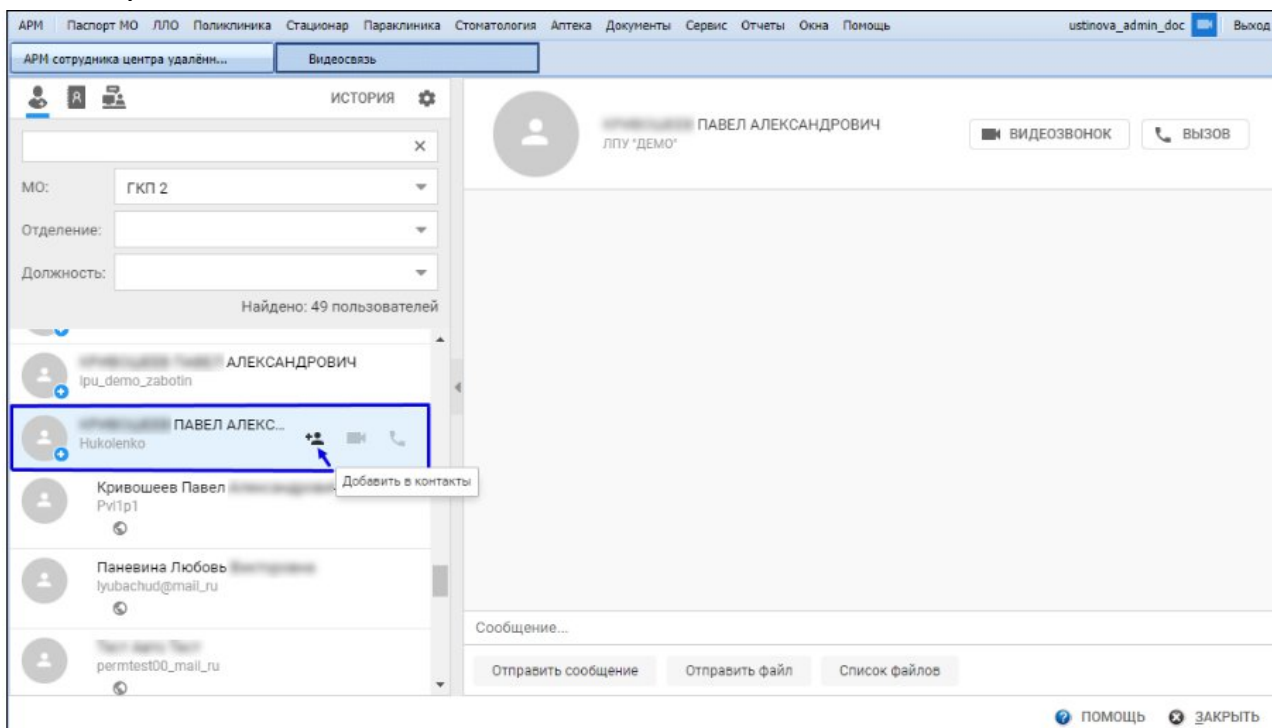 АРМ Паспорт МО ЛЛО Поликлиника Стационар Параклиника Стоматология Аптека Документы Сервис Отчеты Окна Помощь ustinova_admin_doc Выход
АРМ сотрудника центра удалённ... Видеосвязь
ИСТОРИЯ
ПАВЕЛ АЛЕКСАНДРОВИЧ
ЛПУ "ДЕМО"
ВИДЕОЗВОНОК ВЫЗОВ
МО: ГКП 2
Отделение:
Должность:
Найдено: 49 пользователей
АЛЕКСАНДРОВИЧ
lpu_demo_zabotin
ПАВЕЛ АЛЕКС...
Hukolenko
Добавить в контакты
Кривошеев Павел
Pvl1p1
Паневина Любовь
lyubachud@mail_ru
permtest00_mail_ru
Сообщение...
Отправить сообщение Отправить файл Список файлов
ПОМОЩЬ ЗАКРЫТЬ